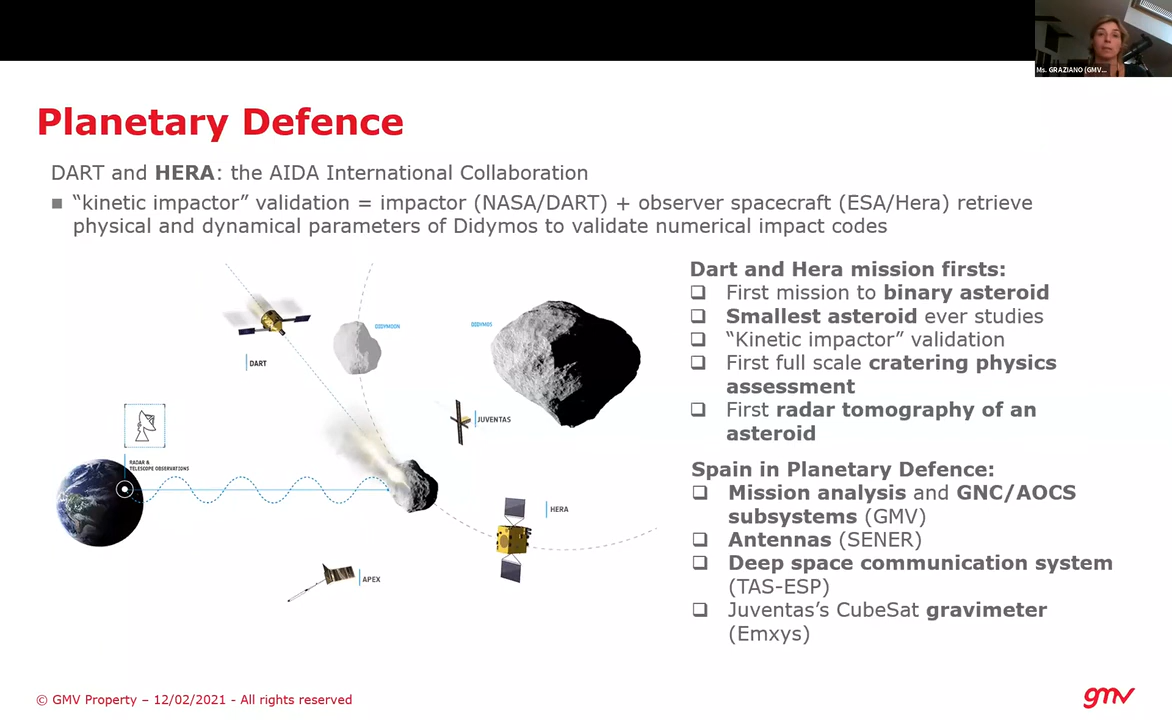 Ms. GRAZIANO (GMV...
Planetary Defence
DART and HERA: the AIDA International Collaboration
"kinetic impactor" validation = impactor (NASA/DART) + observer spacecraft (ESA/Hera) retrieve
physical and dynamical parameters of Didymos to validate numerical impact codes
DART
DIDYMOON
DIDYMOS
JUVENTAS
RADAR &
TELESCOPE OBSERVATIONS
HERA
APEX
Dart and Hera mission firsts:
❑ First mission to binary asteroid
❑ Smallest asteroid ever studies
❑ "Kinetic impactor" validation
❑ First full scale cratering physics
assessment
❑ First radar tomography of an
asteroid
Spain in Planetary Defence:
❑ Mission analysis and GNC/AOCS
subsystems (GMV)
❑ Antennas (SENER)
❑ Deep space communication system
(TAS-ESP)
❑ Juventas's CubeSat gravimeter
(Emxys)
© GMV Property – 12/02/2021 - All rights reserved
gmv